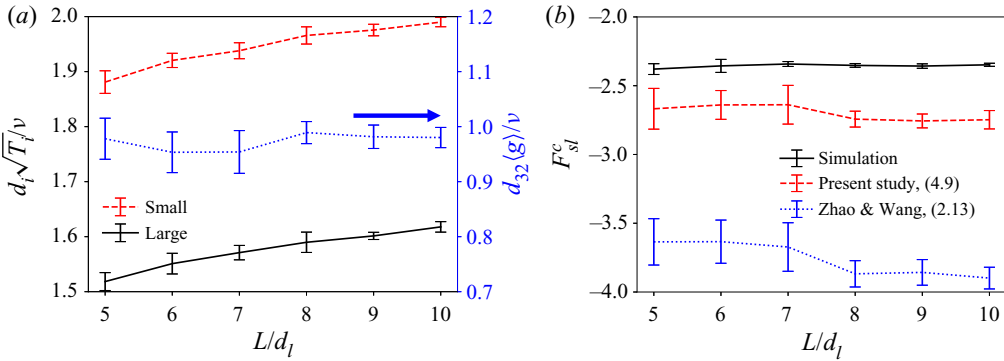 (a)
2.0
1.9
1.8
1.7
1.6
1.5
d_i√T_i/ν
Small
Large
5 6 7 8 9 10
L/d_l
1.2
1.1
1.0
0.9
0.8
0.7
d_32⟨g⟩/ν
(b)
−2.0
−2.5
−3.0
−3.5
−4.0
F^c_sl
Simulation
Present study, (4.9)
Zhao & Wang, (2.13)
5 6 7 8 9 10
L/d_l